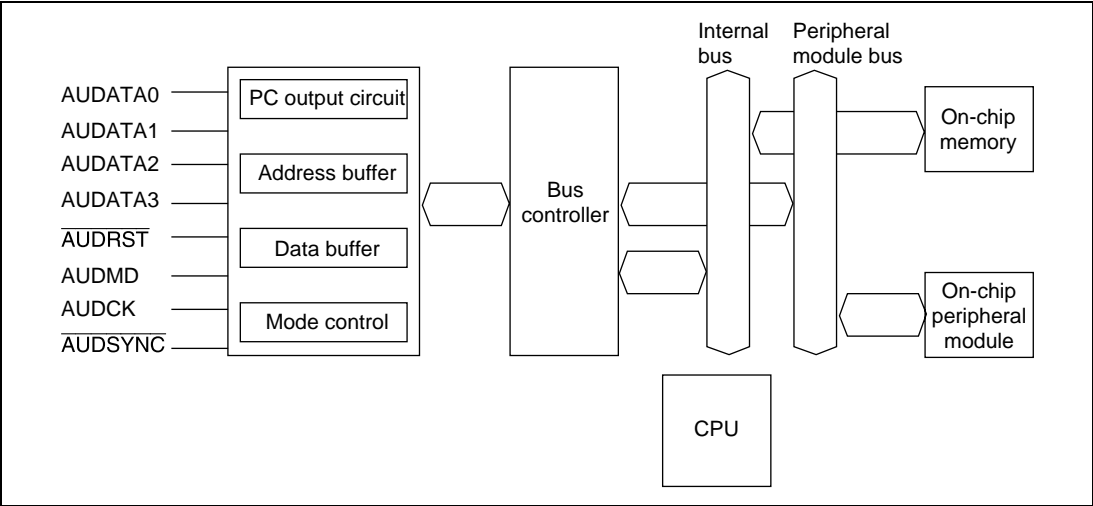 Internal
bus
Peripheral
module bus
AUDATA0
AUDATA1
AUDATA2
AUDATA3
AUDRST
AUDMD
AUDCK
AUDSYNC
PC output circuit
Address buffer
Data buffer
Mode control
Bus
controller
On-chip
memory
On-chip
peripheral
module
CPU